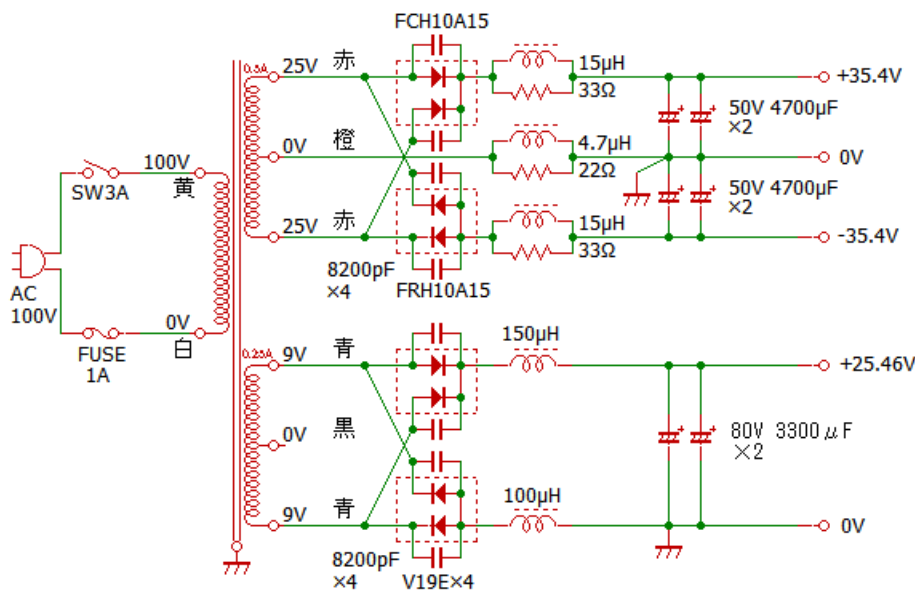 FCH10A15
0.5A
25V 赤
15μH
33Ω
+35.4V
50V 4700μF
×2
0V 橙
4.7μH
22Ω
0V
SW3A
100V
黄
50V 4700μF
×2
25V 赤
15μH
33Ω
-35.4V
8200pF
×4
FRH10A15
AC
100V
0V
白
FUSE
1A
0.25A
9V 青
150μH
+25.46V
0V 黒
80V 3300μF
×2
9V 青
100μH
0V
8200pF
×4
V19E×4